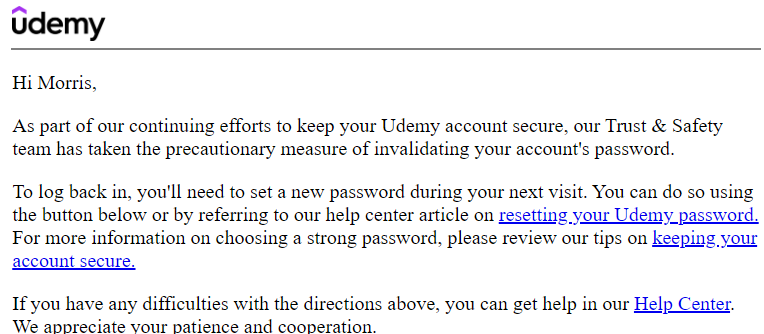 ûdemy
Hi Morris,
As part of our continuing efforts to keep your Udemy account secure, our Trust & Safety
team has taken the precautionary measure of invalidating your account's password.
To log back in, you'll need to set a new password during your next visit. You can do so using
the button below or by referring to our help center article on resetting your Udemy password.
For more information on choosing a strong password, please review our tips on keeping your
account secure.
If you have any difficulties with the directions above, you can get help in our Help Center.
We appreciate your patience and cooperation.